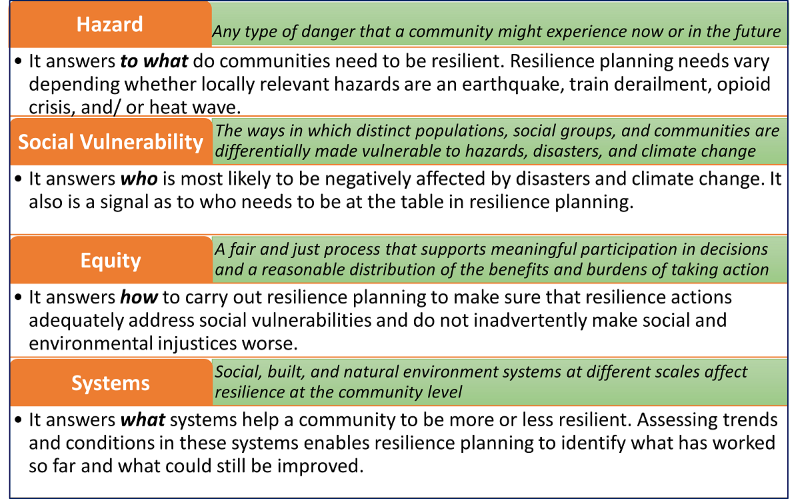 Hazard
Any type of danger that a community might experience now or in the future
• It answers to what do communities need to be resilient. Resilience planning needs vary
depending whether locally relevant hazards are an earthquake, train derailment, opioid
crisis, and/ or heat wave.
Social Vulnerability
The ways in which distinct populations, social groups, and communities are
differentially made vulnerable to hazards, disasters, and climate change
• It answers who is most likely to be negatively affected by disasters and climate change. It
also is a signal as to who needs to be at the table in resilience planning.
Equity
A fair and just process that supports meaningful participation in decisions
and a reasonable distribution of the benefits and burdens of taking action
• It answers how to carry out resilience planning to make sure that resilience actions
adequately address social vulnerabilities and do not inadvertently make social and
environmental injustices worse.
Systems
Social, built, and natural environment systems at different scales affect
resilience at the community level
• It answers what systems help a community to be more or less resilient. Assessing trends
and conditions in these systems enables resilience planning to identify what has worked
so far and what could still be improved.